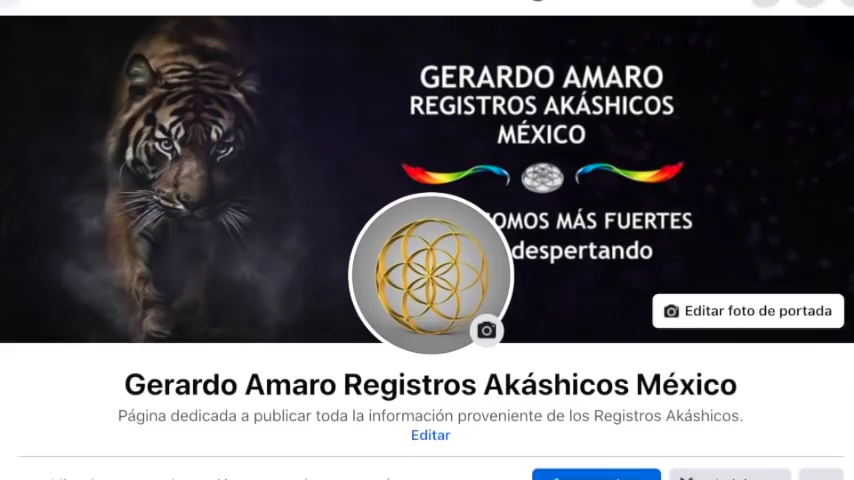 GERARDO AMARO
REGISTROS AKÁSHICOS
MÉXICO
MÁS FUERTES
despertando
Editar foto de portada
Gerardo Amaro Registros Akáshicos México
Página dedicada a publicar toda la información proveniente de los Registros Akáshicos.
Editar